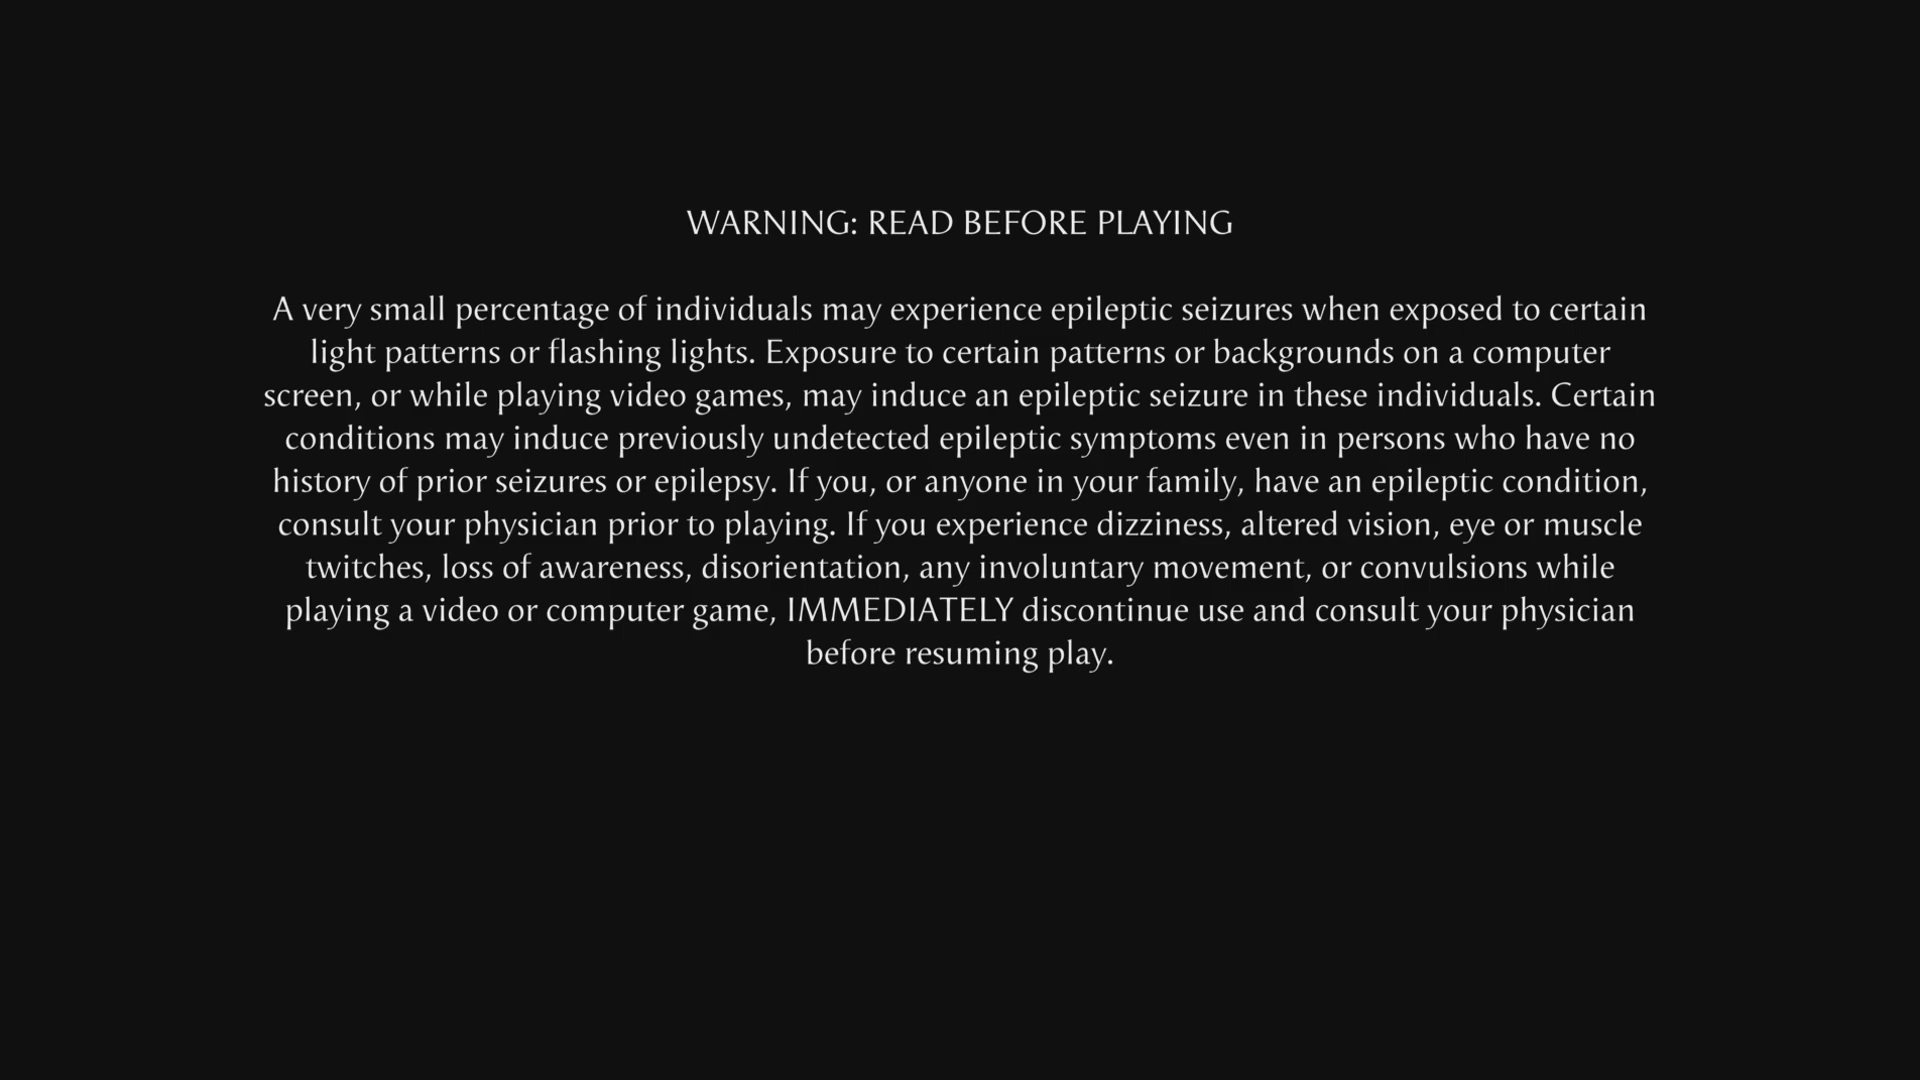 WARNING: READ BEFORE PLAYING
A very small percentage of individuals may experience epileptic seizures when exposed to certain
light patterns or flashing lights. Exposure to certain patterns or backgrounds on a computer
screen, or while playing video games, may induce an epileptic seizure in these individuals. Certain
conditions may induce previously undetected epileptic symptoms even in persons who have no
history of prior seizures or epilepsy. If you, or anyone in your family, have an epileptic condition,
consult your physician prior to playing. If you experience dizziness, altered vision, eye or muscle
twitches, loss of awareness, disorientation, any involuntary movement, or convulsions while
playing a video or computer game, IMMEDIATELY discontinue use and consult your physician
before resuming play.